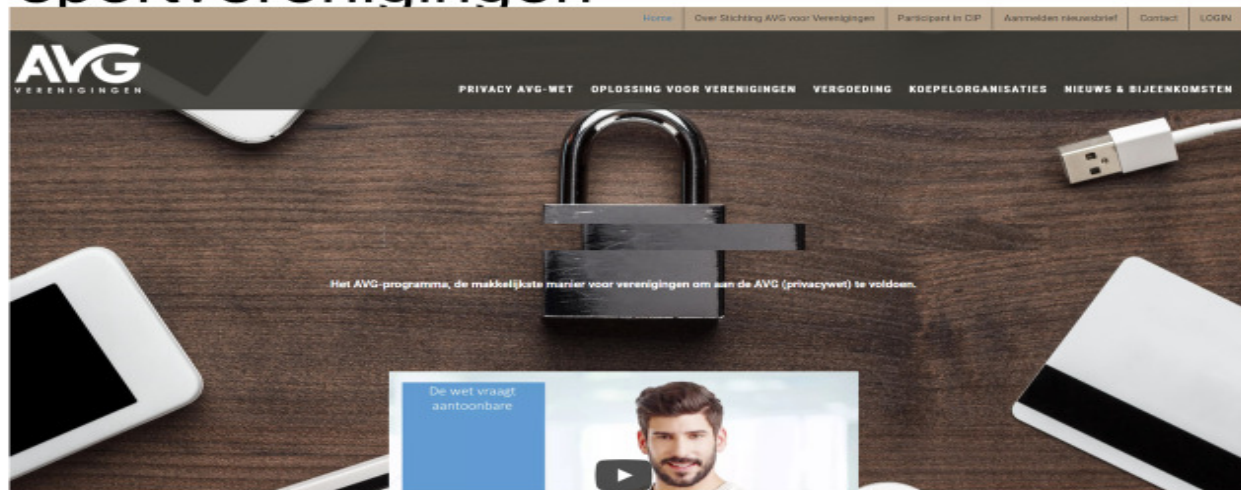 sportverenigingen
Home Over Stichting AVG voor Verenigingen Participant in CIP Aanmelden nieuwsbrief Contact LOGIN
AVG
VERENIGINGEN
PRIVACY AVG-WET OPLOSSING VOOR VERENIGINGEN VERGOEDING KOEPELORGANISATIES NIEUWS & BIJEENKOMSTEN
Het AVG-programma, de makkelijkste manier voor verenigingen om aan de AVG (privacywet) te voldoen.
De wet vraagt
aantoonbare